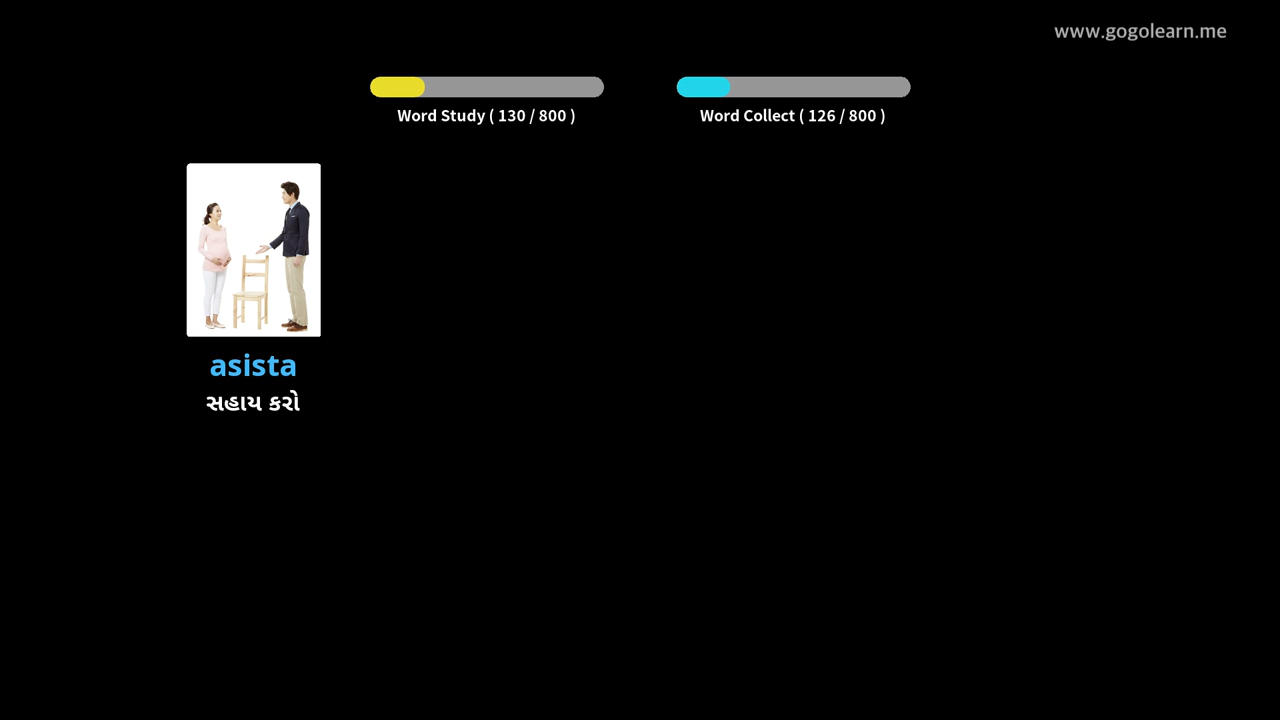 www.gogolearn.me
Word Study ( 130 / 800 )
Word Collect ( 126 / 800 )
asista
સહાય કરો